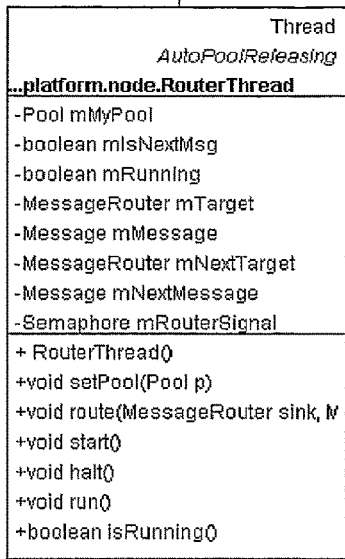 Thread
AutoPoolReleasing
...platform.node.RouterThread
-Pool mMyPool
-boolean mIsNextMsg
-boolean mRunning
-MessageRouter mTarget
-Message mMessage
-MessageRouter mNextTarget
-Message mNextMessage
-Semaphore mRouterSignal
+ RouterThread()
+void setPool(Pool p)
+void route(MessageRouter sink, M
+void start()
+void halt()
+void run()
+boolean isRunning()